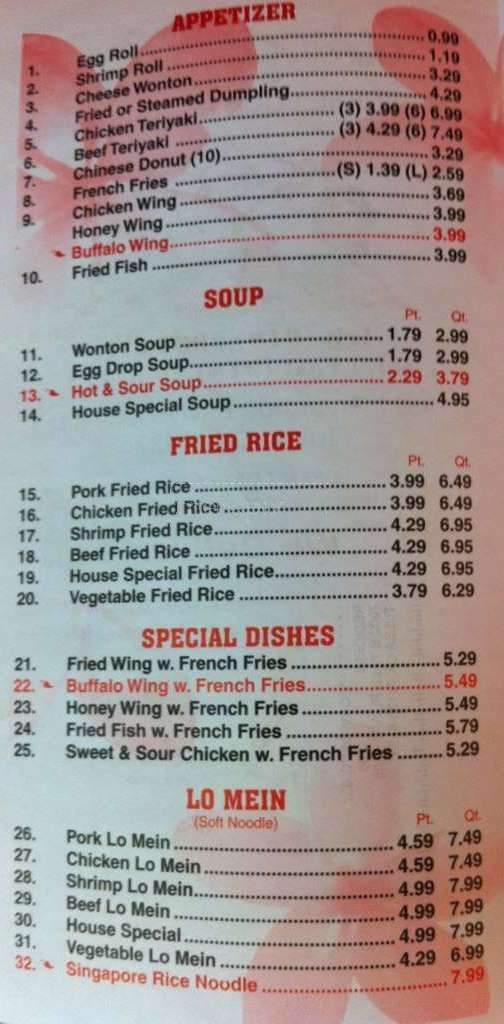 APPETIZER
1. Egg Roll 0.99
2. Shrimp Roll 1.19
3. Cheese Wonton 3.29
4. Fried or Steamed Dumpling 4.29
5. Chicken Teriyaki (3) 3.99 (6) 6.99
6. Beef Teriyaki (3) 4.29 (6) 7.49
7. Chinese Donut (10) 3.29
8. French Fries (S) 1.39 (L) 2.59
9. Chicken Wing 3.69
Honey Wing 3.99
Buffalo Wing 3.99
10. Fried Fish 3.99
SOUP
Pt. Qt.
11. Wonton Soup 1.79 2.99
12. Egg Drop Soup 1.79 2.99
13. Hot & Sour Soup 2.29 3.79
14. House Special Soup 4.95
FRIED RICE
Pt. Qt.
15. Pork Fried Rice 3.99 6.49
16. Chicken Fried Rice 3.99 6.49
17. Shrimp Fried Rice 4.29 6.95
18. Beef Fried Rice 4.29 6.95
19. House Special Fried Rice 4.29 6.95
20. Vegetable Fried Rice 3.79 6.29
SPECIAL DISHES
21. Fried Wing w. French Fries 5.29
22. Buffalo Wing w. French Fries 5.49
23. Honey Wing w. French Fries 5.49
24. Fried Fish w. French Fries 5.79
25. Sweet & Sour Chicken w. French Fries 5.29
LO MEIN
(Soft Noodle)
Pt. Qt.
26. Pork Lo Mein 4.59 7.49
27. Chicken Lo Mein 4.59 7.49
28. Shrimp Lo Mein 4.99 7.99
29. Beef Lo Mein 4.99 7.99
30. House Special 4.99 7.99
31. Vegetable Lo Mein 4.29 6.99
32. Singapore Rice Noodle 7.99